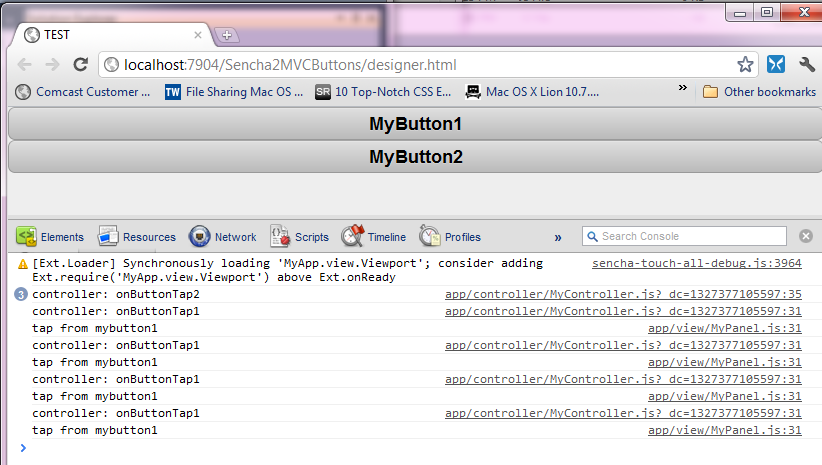 TEST
localhost:7904/Sencha2MVCButtons/designer.html
Comcast Customer ... TW File Sharing Mac OS ... SR 10 Top-Notch CSS E... Mac OS X Lion 10.7.... » Other bookmarks
MyButton1
MyButton2
Elements Resources Network Scripts Timeline Profiles » Search Console
[Ext.Loader] Synchronously loading 'MyApp.view.Viewport'; consider adding sencha-touch-all-debug.js:3964
Ext.require('MyApp.view.Viewport') above Ext.onReady
3 controller: onButtonTap2 app/controller/MyController.js?_dc=1327377105597:35
controller: onButtonTap1 app/controller/MyController.js?_dc=1327377105597:31
tap from mybutton1 app/view/MyPanel.js:31
controller: onButtonTap1 app/controller/MyController.js?_dc=1327377105597:31
tap from mybutton1 app/view/MyPanel.js:31
controller: onButtonTap1 app/controller/MyController.js?_dc=1327377105597:31
tap from mybutton1 app/view/MyPanel.js:31
controller: onButtonTap1 app/controller/MyController.js?_dc=1327377105597:31
tap from mybutton1 app/view/MyPanel.js:31